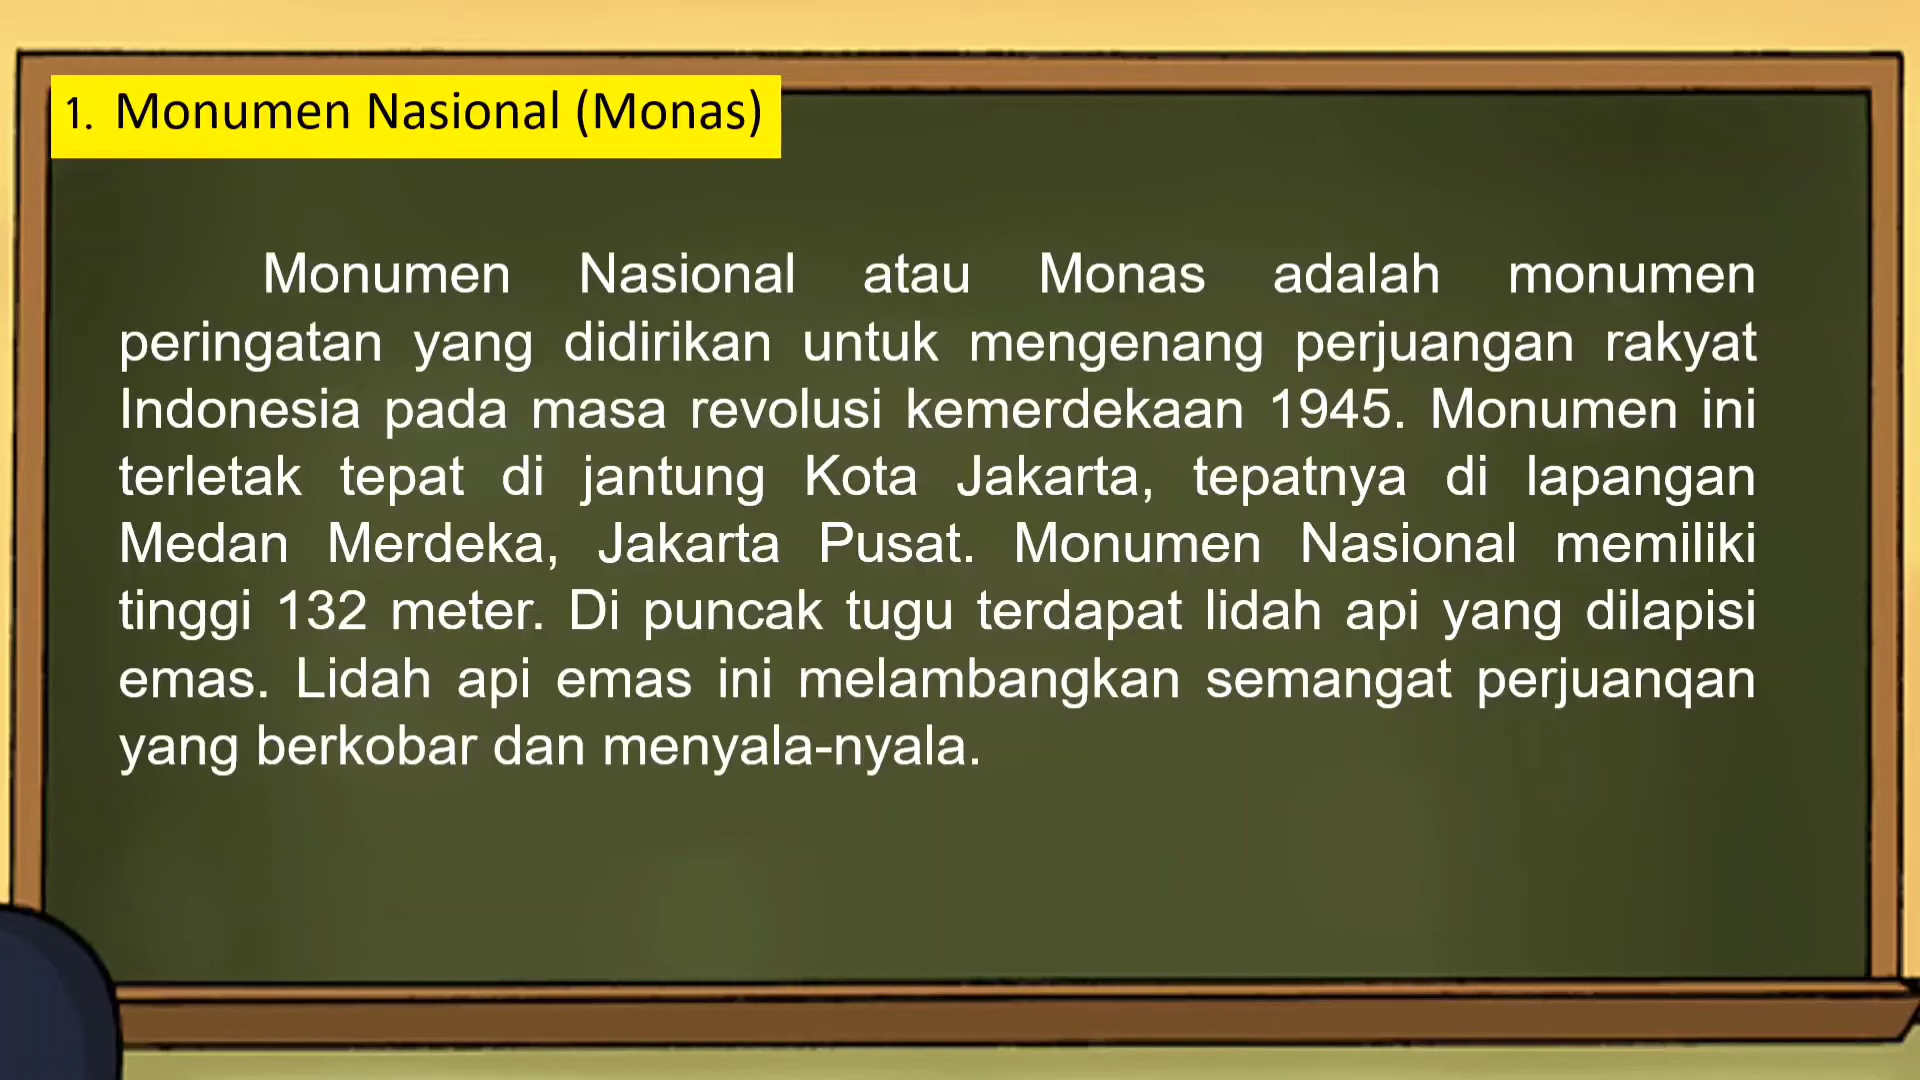 1. Monumen Nasional (Monas)
Monumen Nasional atau Monas adalah monumen
peringatan yang didirikan untuk mengenang perjuangan rakyat
Indonesia pada masa revolusi kemerdekaan 1945. Monumen ini
terletak tepat di jantung Kota Jakarta, tepatnya di lapangan
Medan Merdeka, Jakarta Pusat. Monumen Nasional memiliki
tinggi 132 meter. Di puncak tugu terdapat lidah api yang dilapisi
emas. Lidah api emas ini melambangkan semangat perjuanqan
yang berkobar dan menyala-nyala.